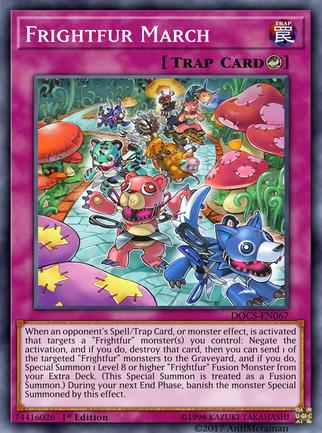 Frightfur March
TRAP
罠
[Trap Card]
DOCS-EN067
When an opponent's Spell/Trap Card, or monster effect, is activated
that targets a "Frightfur" monster(s) you control: Negate the
activation, and if you do, destroy that card, then you can send 1 of
the targeted "Frightfur" monsters to the Graveyard, and if you do,
Special Summon 1 Level 8 or higher "Frightfur" Fusion Monster from
your Extra Deck. (This Special Summon is treated as a Fusion
Summon.) During your next End Phase, banish the monster Special
Summoned by this effect.
74416026 1st Edition ©1996 KAZUKI TAKAHASHI
©2017 AntiMetaman